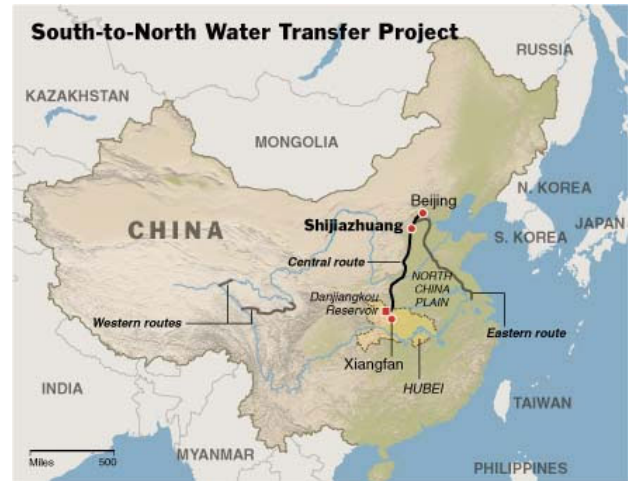 South-to-North Water Transfer Project
RUSSIA
KAZAKHSTAN
MONGOLIA
Beijing
N. KOREA
CHINA
Shijiazhuang
JAPAN
S. KOREA
Central route
NORTH
CHINA
PLAIN
Danjiangkou
Reservoir
Western routes
Eastern route
Xiangfan
HUBEI
INDIA
TAIWAN
MYANMAR
Miles
500
PHILIPPINES